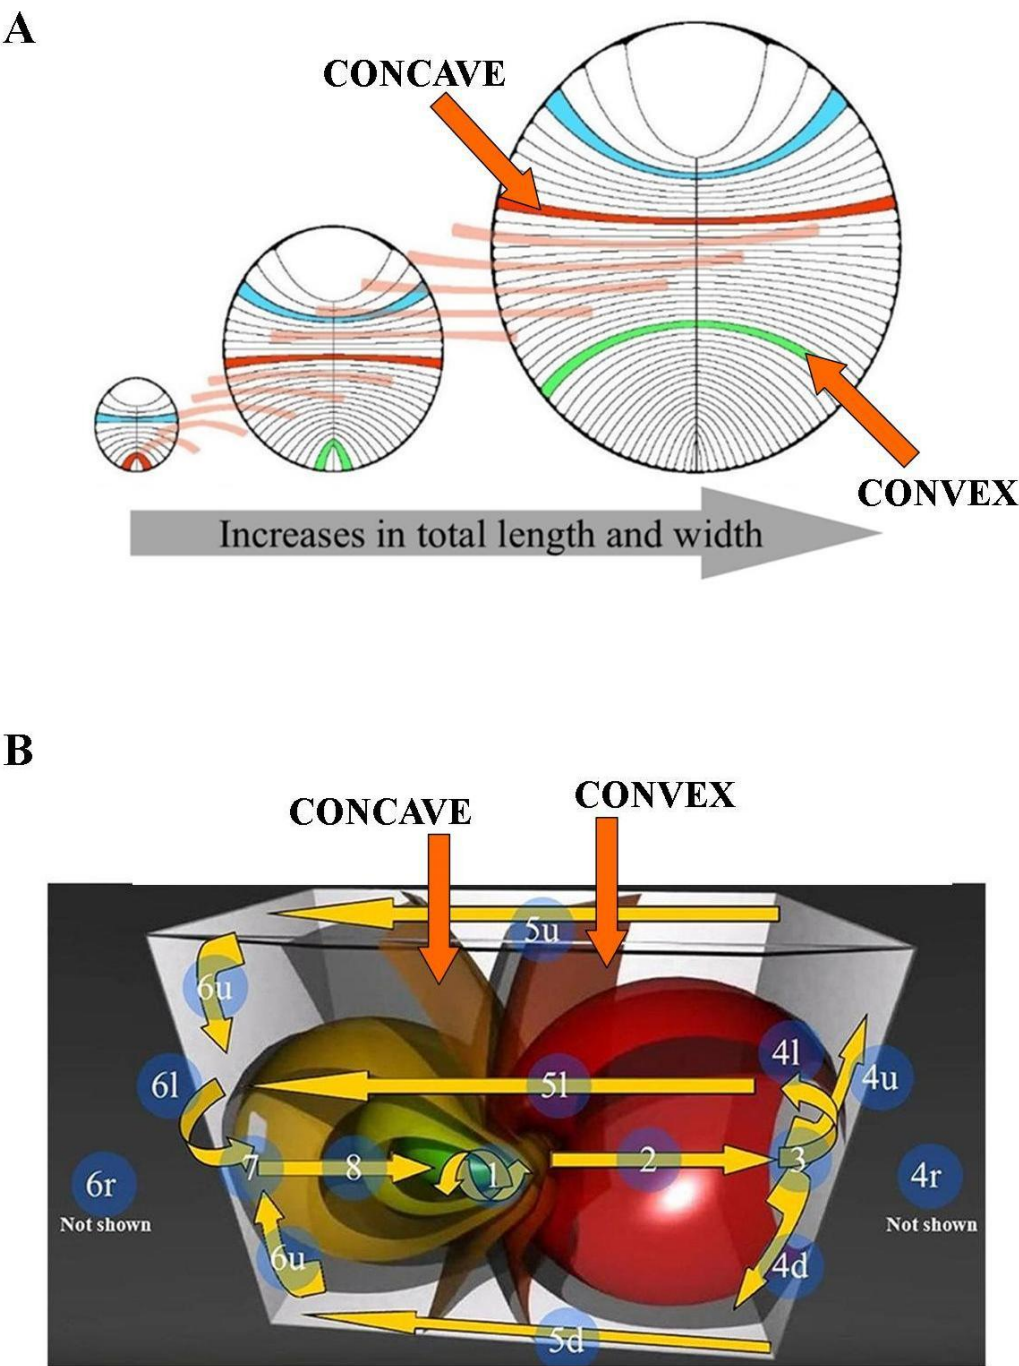 A
CONCAVE
CONVEX
Increases in total length and width
B
CONCAVE
CONVEX
5u
6u
4l
6l
5l
4u
7
8
1
2
3
6r
4r
Not shown
Not shown
6u
4d
5d